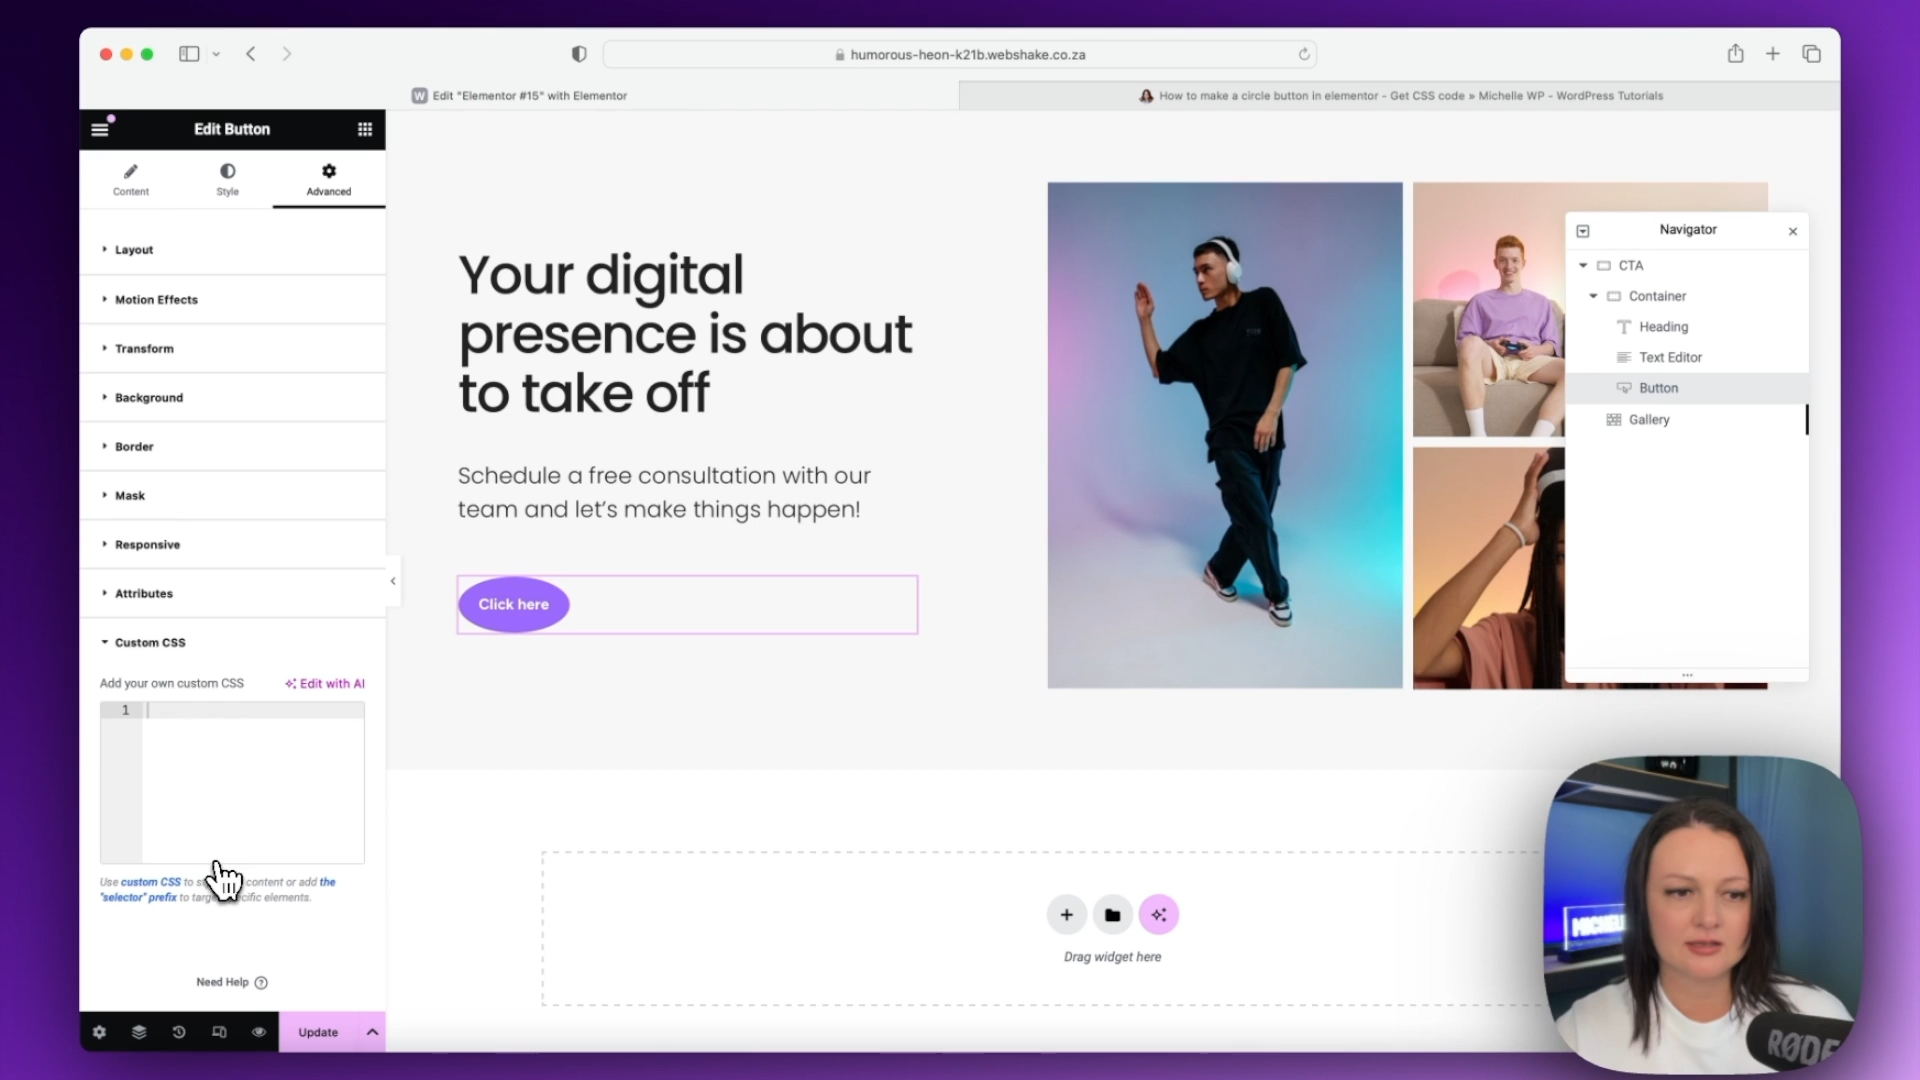 humorous-heon-k21b.webshake.co.za
W Edit "Elementor #15" with Elementor
How to make a circle button in elementor - Get CSS code » Michelle WP - WordPress Tutorials
Edit Button
Content
Style
Advanced
Layout
Motion Effects
Transform
Background
Border
Mask
Responsive
Attributes
Custom CSS
Add your own custom CSS
Edit with AI
1
Use custom CSS to content or add the
"selector" prefix to
Need Help
Update
Your digital
presence is about
to take off
Schedule a free consultation with our
team and let's make things happen!
Click here
Navigator
CTA
Container
Heading
Text Editor
Button
Gallery
Drag widget here
RØDE